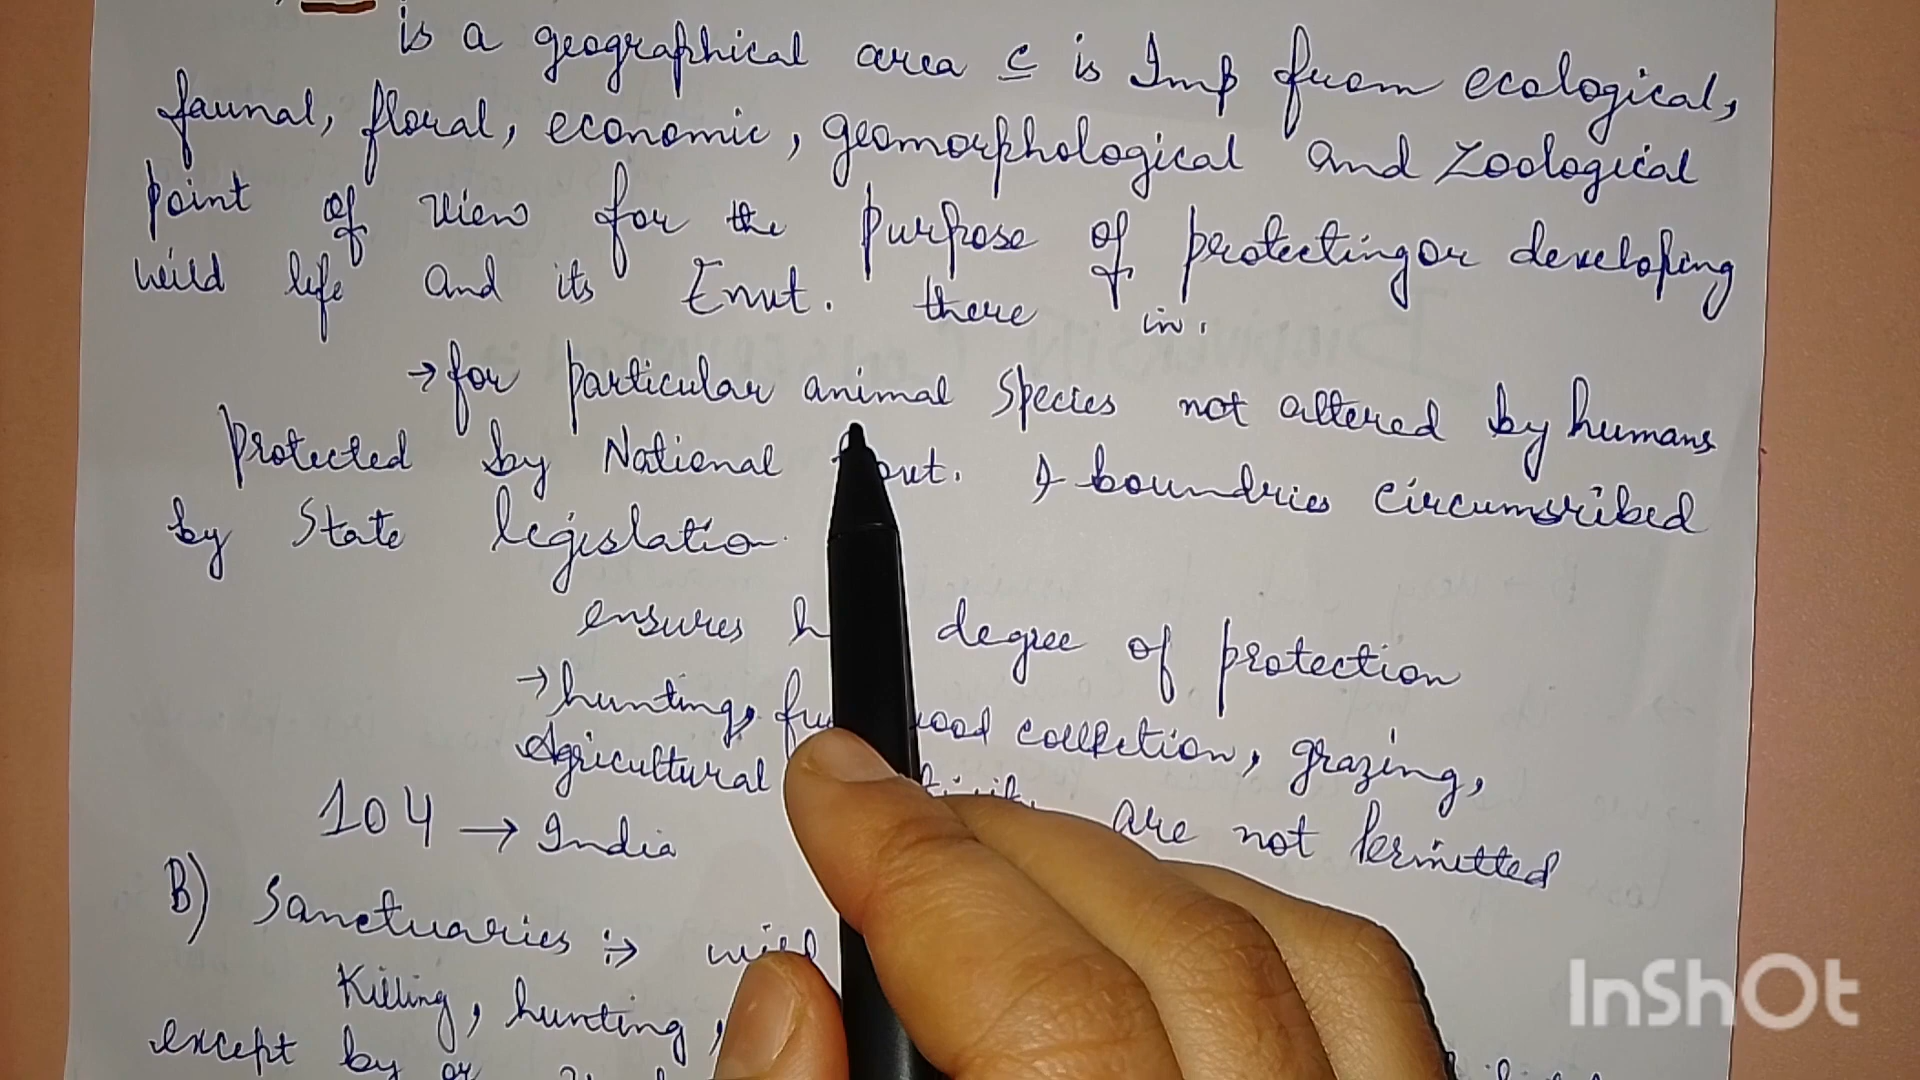 is a geographical area c is Imp from ecological,
faunal, floral, economic, geomorphological and Zoological
point of view for the purpose of protecting or developing
wild life and its Envt. there in.
→ for particular animal Species not altered by humans
Protected by National & boundries circumsribed
by State legislation.
ensures degree of protection
→ hunting, collection, grazing,
Agricultural are not permitted
104 → India
B) Sanctuaries :→
Killing, hunting,
except by or
InShOt